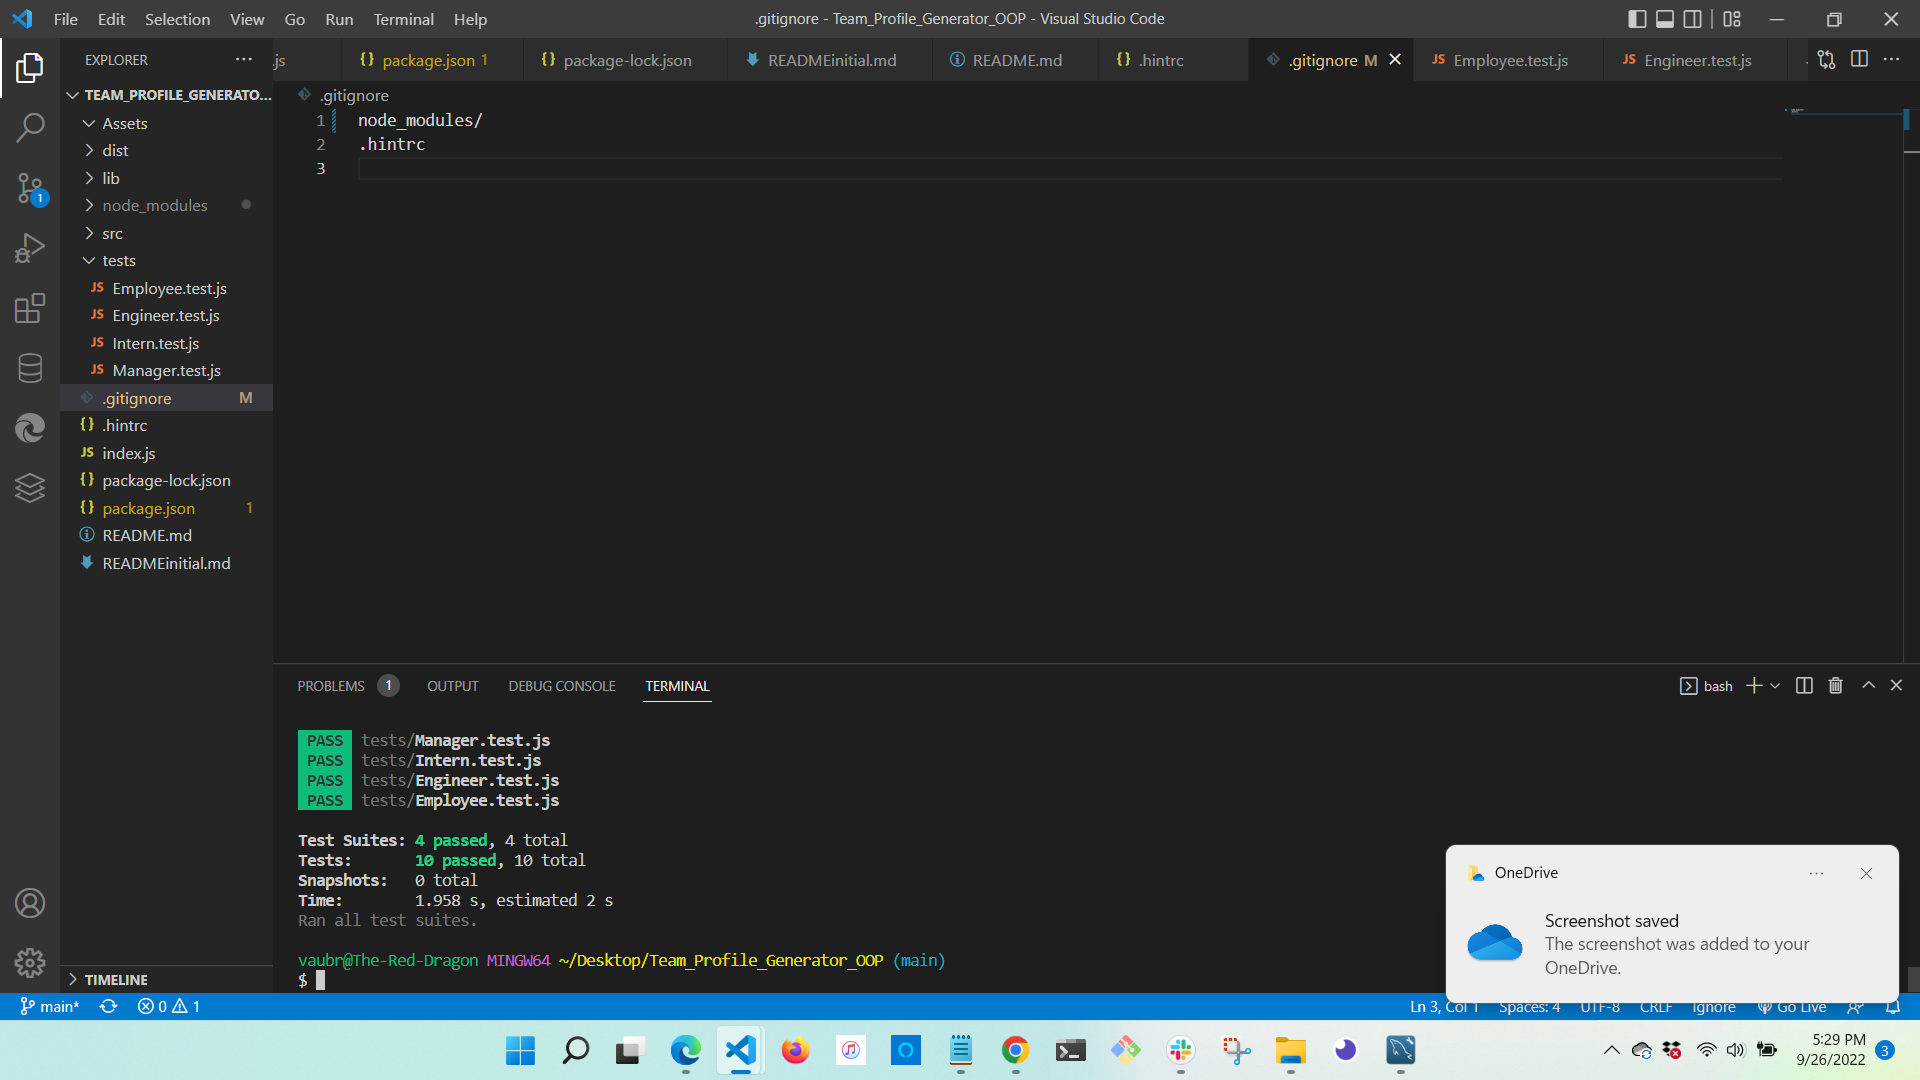 File Edit Selection View Go Run Terminal Help
.gitignore - Team_Profile_Generator_OOP - Visual Studio Code
EXPLORER
.js
package.json 1
package-lock.json
READMEinitial.md
README.md
.hintrc
.gitignore M
Employee.test.js
Engineer.test.js
TEAM_PROFILE_GENERATO...
Assets
dist
lib
node_modules
src
tests
JS Employee.test.js
JS Engineer.test.js
JS Intern.test.js
JS Manager.test.js
.gitignore M
{} .hintrc
JS index.js
{} package-lock.json
{} package.json 1
README.md
READMEinitial.md
TIMELINE
.gitignore
1 node_modules/
2 .hintrc
3
PROBLEMS 1 OUTPUT DEBUG CONSOLE TERMINAL
bash
PASS tests/Manager.test.js
PASS tests/Intern.test.js
PASS tests/Engineer.test.js
PASS tests/Employee.test.js
Test Suites: 4 passed, 4 total
Tests: 10 passed, 10 total
Snapshots: 0 total
Time: 1.958 s, estimated 2 s
Ran all test suites.
vaubr@The-Red-Dragon MINGW64 ~/Desktop/Team_Profile_Generator_OOP (main)
$
OneDrive
Screenshot saved
The screenshot was added to your
OneDrive.
1
main* 0 1
Ln 3, Col 1 Spaces: 4 UTF-8 CRLF Ignore Go Live
5:29 PM
9/26/2022
3